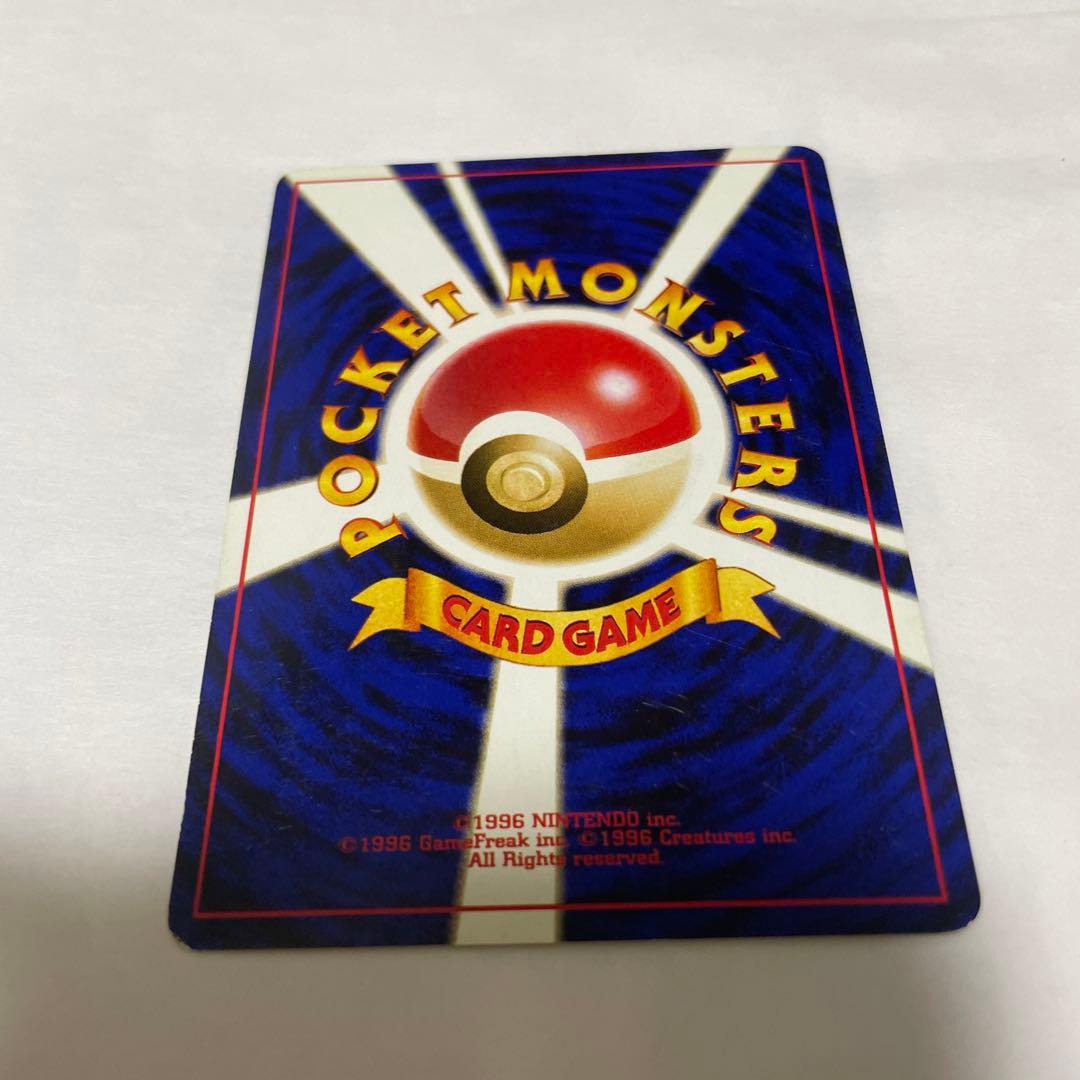 POCKET MONSTERS
CARD GAME
©1996 NINTENDO inc.
©1996 GameFreak inc. ©1996 Creatures inc.
All Rights reserved.